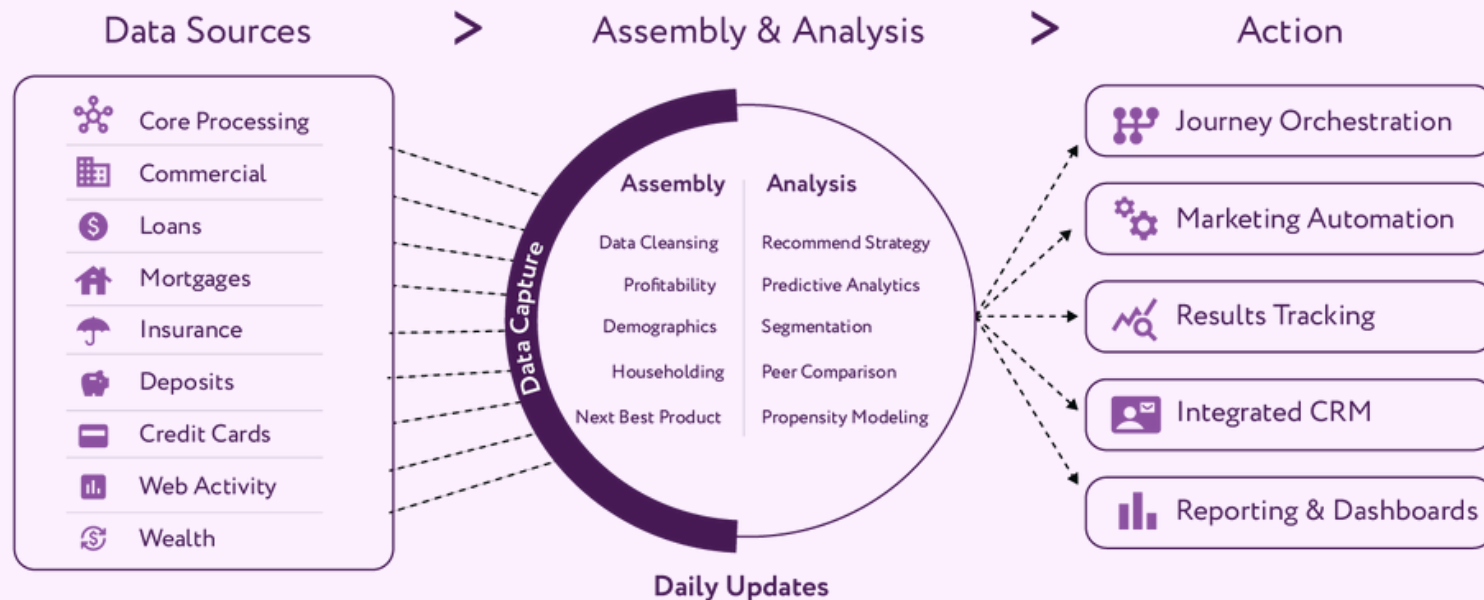 Data Sources > Assembly & Analysis > Action
Core Processing
Commercial
Loans
Mortgages
Insurance
Deposits
Credit Cards
Web Activity
Wealth
Data Capture
Assembly
Data Cleansing
Profitability
Demographics
Householding
Next Best Product
Analysis
Recommend Strategy
Predictive Analytics
Segmentation
Peer Comparison
Propensity Modeling
Daily Updates
Journey Orchestration
Marketing Automation
Results Tracking
Integrated CRM
Reporting & Dashboards